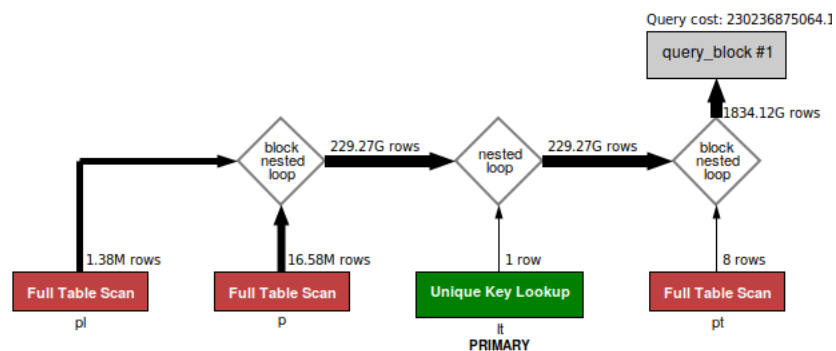 Query cost: 230236875064.1
query_block #1
1834.12G rows
block
nested
loop
229.27G rows
nested
loop
229.27G rows
block
nested
loop
1.38M rows
16.58M rows
1 row
8 rows
Full Table Scan
Full Table Scan
Unique Key Lookup
Full Table Scan
pl
p
lt
pt
PRIMARY